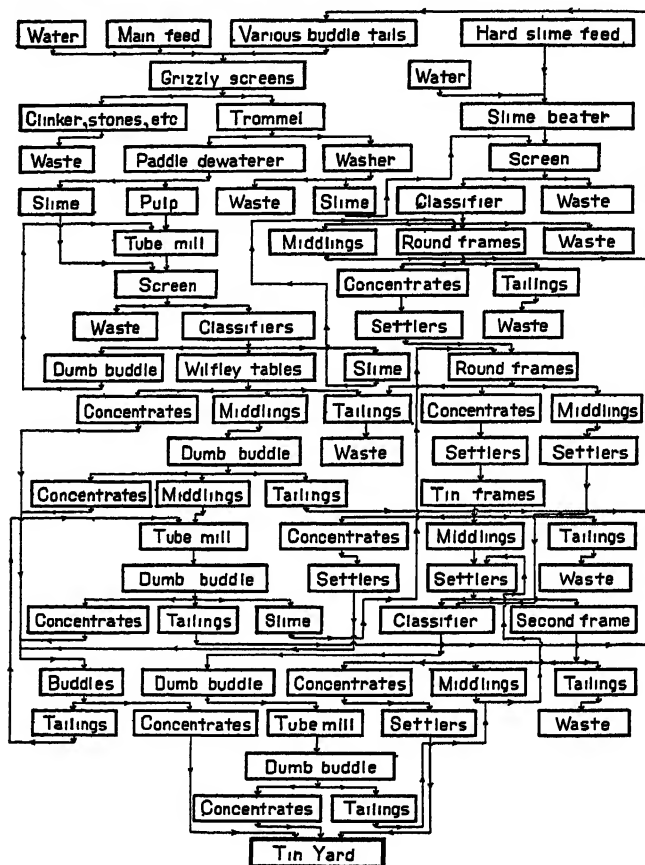 Water
Main feed
Various buddle tails
Hard slime feed
Grizzly screens
Water
Clinker, stones, etc
Trommel
Slime beater
Waste
Paddle dewaterer
Washer
Screen
Slime
Pulp
Waste
Slime
Classifier
Waste
Tube mill
Middlings
Round frames
Waste
Screen
Concentrates
Tailings
Waste
Classifiers
Settlers
Waste
Dumb buddle
Wilfley tables
Slime
Round frames
Concentrates
Middlings
Tailings
Concentrates
Middlings
Dumb buddle
Waste
Settlers
Settlers
Concentrates
Middlings
Tailings
Tin frames
Tube mill
Concentrates
Middlings
Tailings
Dumb buddle
Settlers
Settlers
Waste
Concentrates
Tailings
Slime
Classifier
Second frame
Buddles
Dumb buddle
Concentrates
Middlings
Tailings
Tailings
Concentrates
Tube mill
Settlers
Waste
Dumb buddle
Concentrates
Tailings
Tin Yard